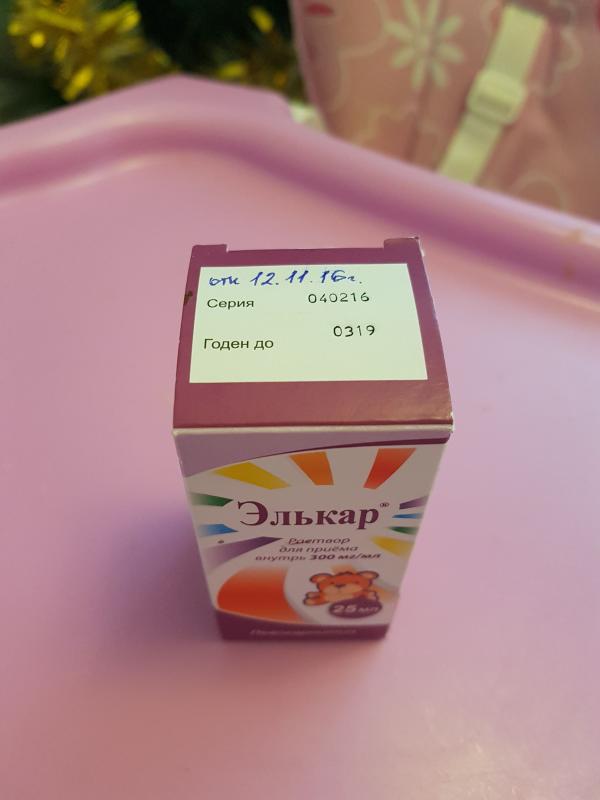 отк 12.11.16г.
Серия 040216
Годен до 0319
Элькар®
Раствор
для приёма
внутрь 300 мг/мл
25 мл
Левокарнитин